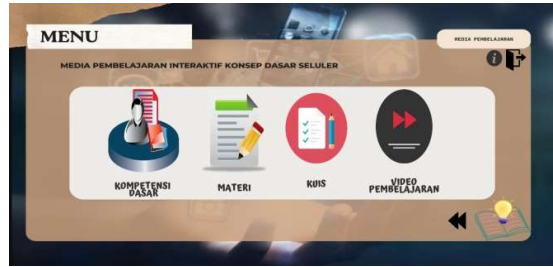 MENU
MEDIA PEMBELAJARAN
MEDIA PEMBELAJARAN INTERAKTIF KONSEP DASAR SELULER
KOMPETENSI
DASAR
MATERI
KUIS
VIDEO
PEMBELAJARAN